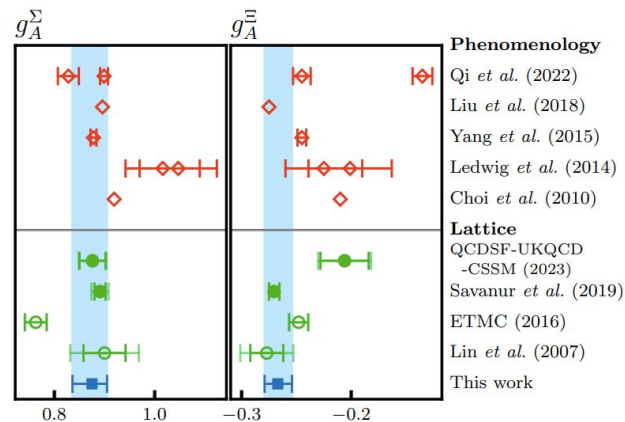 g_A^Σ
g_A^Ξ
Phenomenology
Qi et al. (2022)
Liu et al. (2018)
Yang et al. (2015)
Ledwig et al. (2014)
Choi et al. (2010)
Lattice
QCDSF-UKQCD
-CSSM (2023)
Savanur et al. (2019)
ETMC (2016)
Lin et al. (2007)
This work
0.8 1.0 −0.3 −0.2